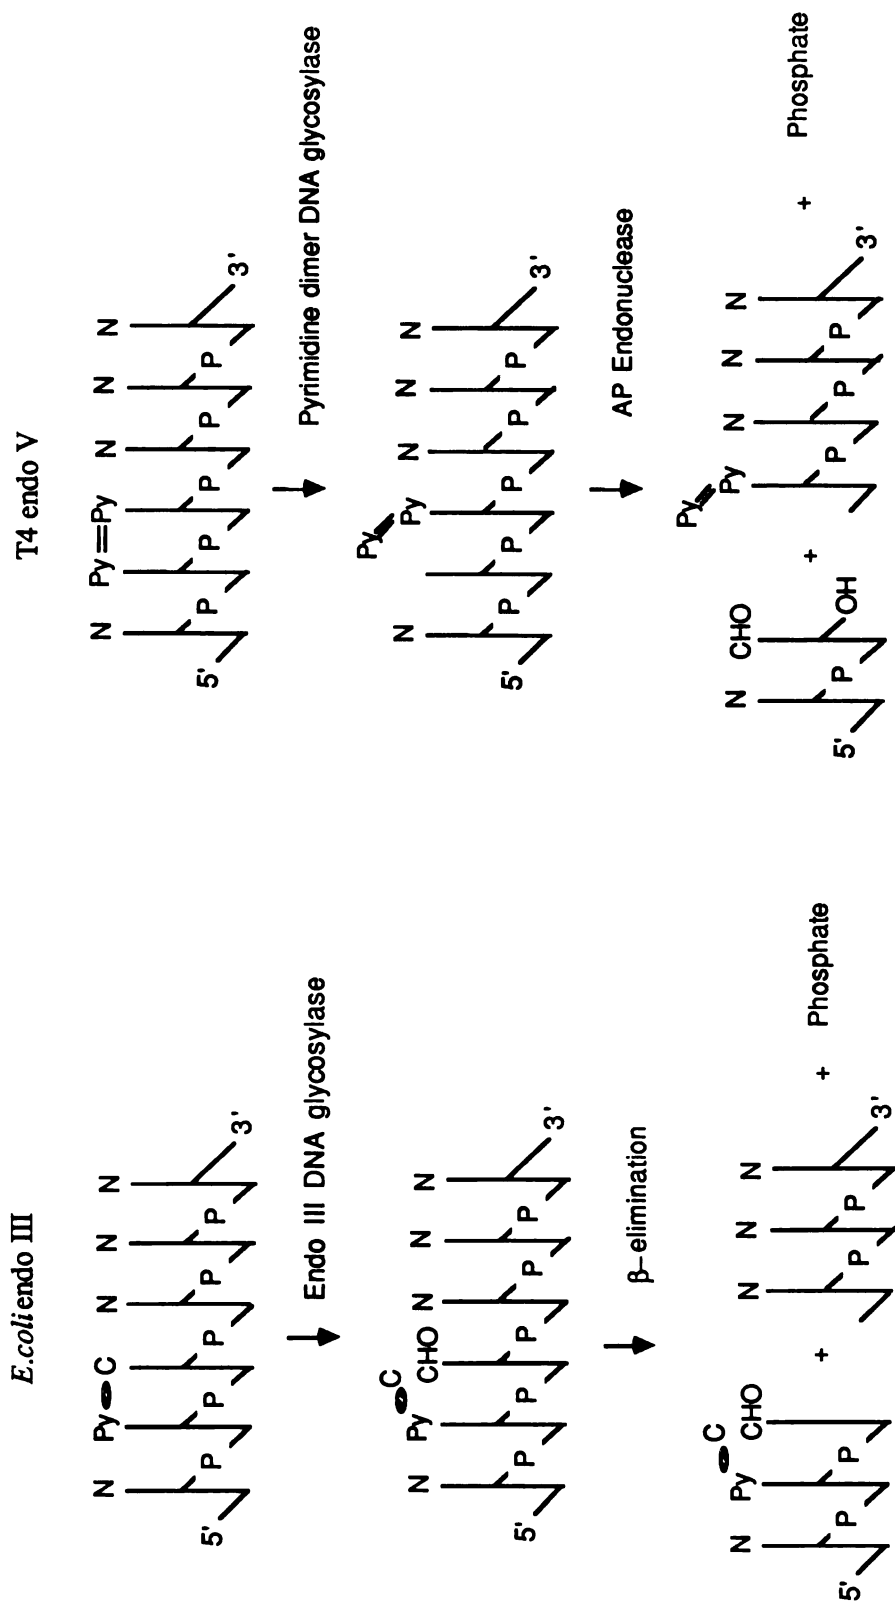 E.coli endo III
N Py C N N N
P P P P P
5' 3'
Endo III DNA glycosylase
C
N Py CHO N N N
P P P P P
5' 3'
β–elimination
C
N Py CHO N N N
+ + Phosphate
P P P P
5' 3'
T4 endo V
N Py=Py N N N
P P P P P
5' 3'
Pyrimidine dimer DNA glycosylase
Py
N Py N N N
P P P P P
5' 3'
AP Endonuclease
Py
N CHO Py N N N
+ + Phosphate
P OH P P P
5' 3'